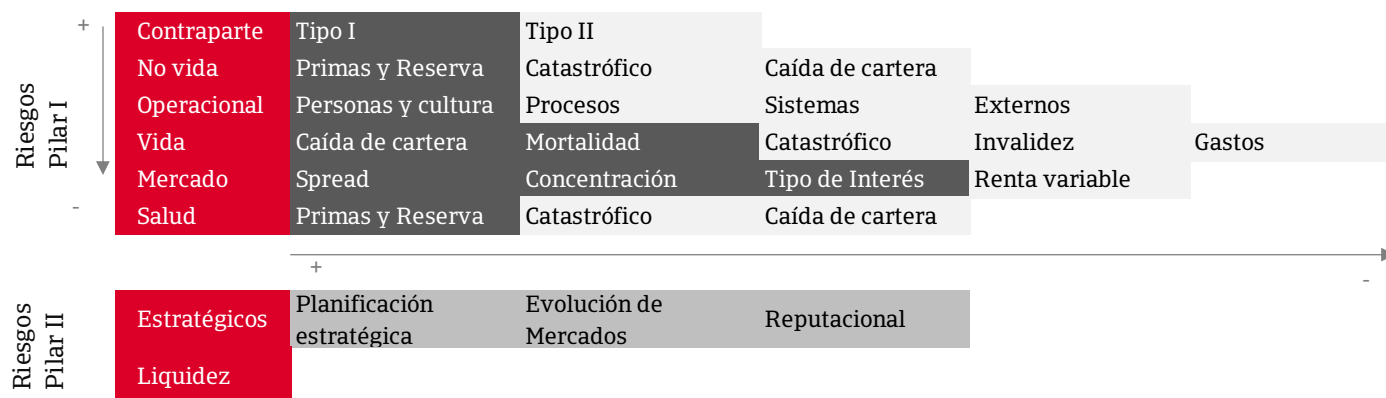 +
Riesgos
Pilar I
-
Contraparte Tipo I Tipo II
No vida Primas y Reserva Catastrófico Caída de cartera
Operacional Personas y cultura Procesos Sistemas Externos
Vida Caída de cartera Mortalidad Catastrófico Invalidez Gastos
Mercado Spread Concentración Tipo de Interés Renta variable
Salud Primas y Reserva Catastrófico Caída de cartera
+
-
Riesgos
Pilar II
Estratégicos
Planificación
estratégica
Evolución de
Mercados
Reputacional
Liquidez